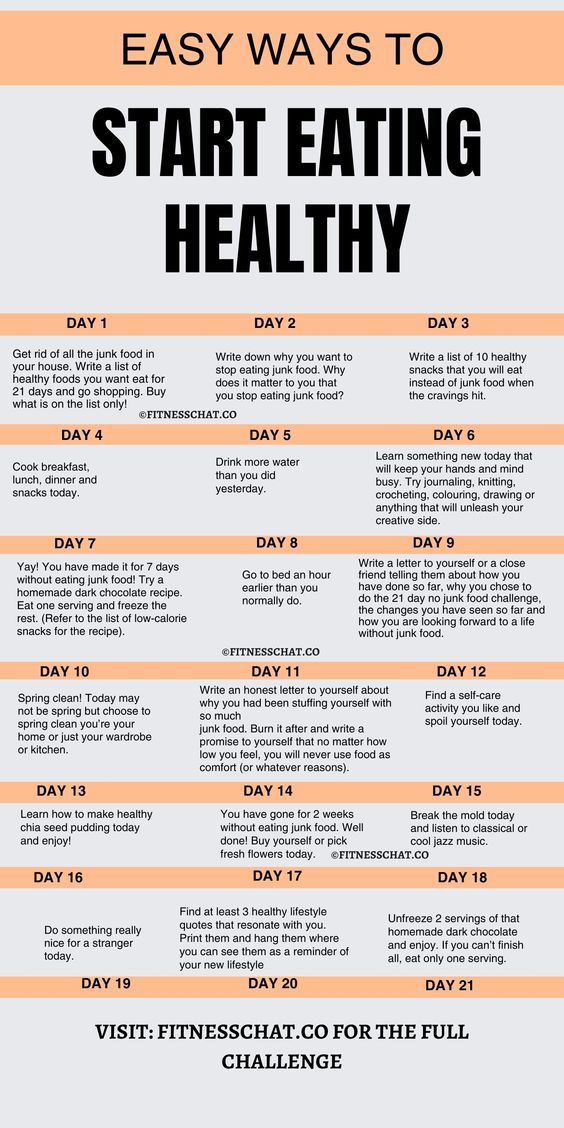 EASY WAYS TO
START EATING
HEALTHY
DAY 1
Get rid of all the junk food in
your house. Write a list of
healthy foods you want eat for
21 days and go shopping. Buy
what is on the list only!
DAY 2
Write down why you want to
stop eating junk food. Why
does it matter to you that
you stop eating junk food?
DAY 3
Write a list of 10 healthy
snacks that you will eat
instead of junk food when
the cravings hit.
©FITNESSCHAT.CO
DAY 4
Cook breakfast,
lunch, dinner and
snacks today.
DAY 5
Drink more water
than you did
yesterday.
DAY 6
Learn something new today that
will keep your hands and mind
busy. Try journaling, knitting,
crocheting, colouring, drawing or
anything that will unleash your
creative side.
DAY 7
Yay! You have made it for 7 days
without eating junk food! Try a
homemade dark chocolate recipe.
Eat one serving and freeze the
rest. (Refer to the list of low-calorie
snacks for the recipe).
DAY 8
Go to bed an hour
earlier than you
normally do.
DAY 9
Write a letter to yourself or a close
friend telling them about how you
have done so far, why you chose to
do the 21 day no junk food challenge,
the changes you have seen so far and
how you are looking forward to a life
without junk food.
©FITNESSCHAT.CO
DAY 10
Spring clean! Today may
not be spring but choose to
spring clean you're your
home or just your wardrobe
or kitchen.
DAY 11
Write an honest letter to yourself about
why you had been stuffing yourself with
so much
junk food. Burn it after and write a
promise to yourself that no matter how
low you feel, you will never use food as
comfort (or whatever reasons).
DAY 12
Find a self-care
activity you like and
spoil yourself today.
DAY 13
Learn how to make healthy
chia seed pudding today
and enjoy!
DAY 14
You have gone for 2 weeks
without eating junk food. Well
done! Buy yourself or pick
fresh flowers today.
DAY 15
Break the mold today
and listen to classical or
cool jazz music.
©FITNESSCHAT.CO
DAY 16
Do something really
nice for a stranger
today.
DAY 17
Find at least 3 healthy lifestyle
quotes that resonate with you.
Print them and hang them where
you can see them as a reminder of
your new lifestyle
DAY 18
Unfreeze 2 servings of that
homemade dark chocolate
and enjoy. If you can't finish
all, eat only one serving.
DAY 19
DAY 20
DAY 21
VISIT: FITNESSCHAT.CO FOR THE FULL
CHALLENGE